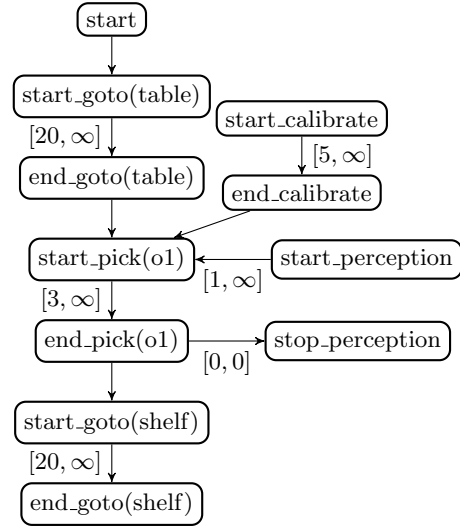 start
start_goto(table)
start_calibrate
[20, ∞]
[5, ∞]
end_goto(table)
end_calibrate
start_pick(o1)
start_perception
[1, ∞]
[3, ∞]
end_pick(o1)
stop_perception
[0, 0]
start_goto(shelf)
[20, ∞]
end_goto(shelf)